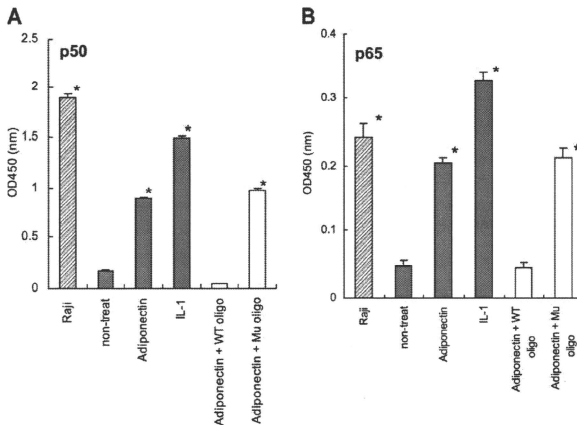 A
p50
2.5
2
1.5
1
0.5
0
OD450 (nm)
*
*
*
*
Raji
non-treat
Adiponectin
IL-1
Adiponectin + WT oligo
Adiponectin + Mu oligo
B
p65
0.4
0.3
0.2
0.1
0
OD450 (nm)
*
*
*
*
Raji
non-treat
Adiponectin
IL-1
Adiponectin + WT
oligo
Adiponectin + Mu
oligo